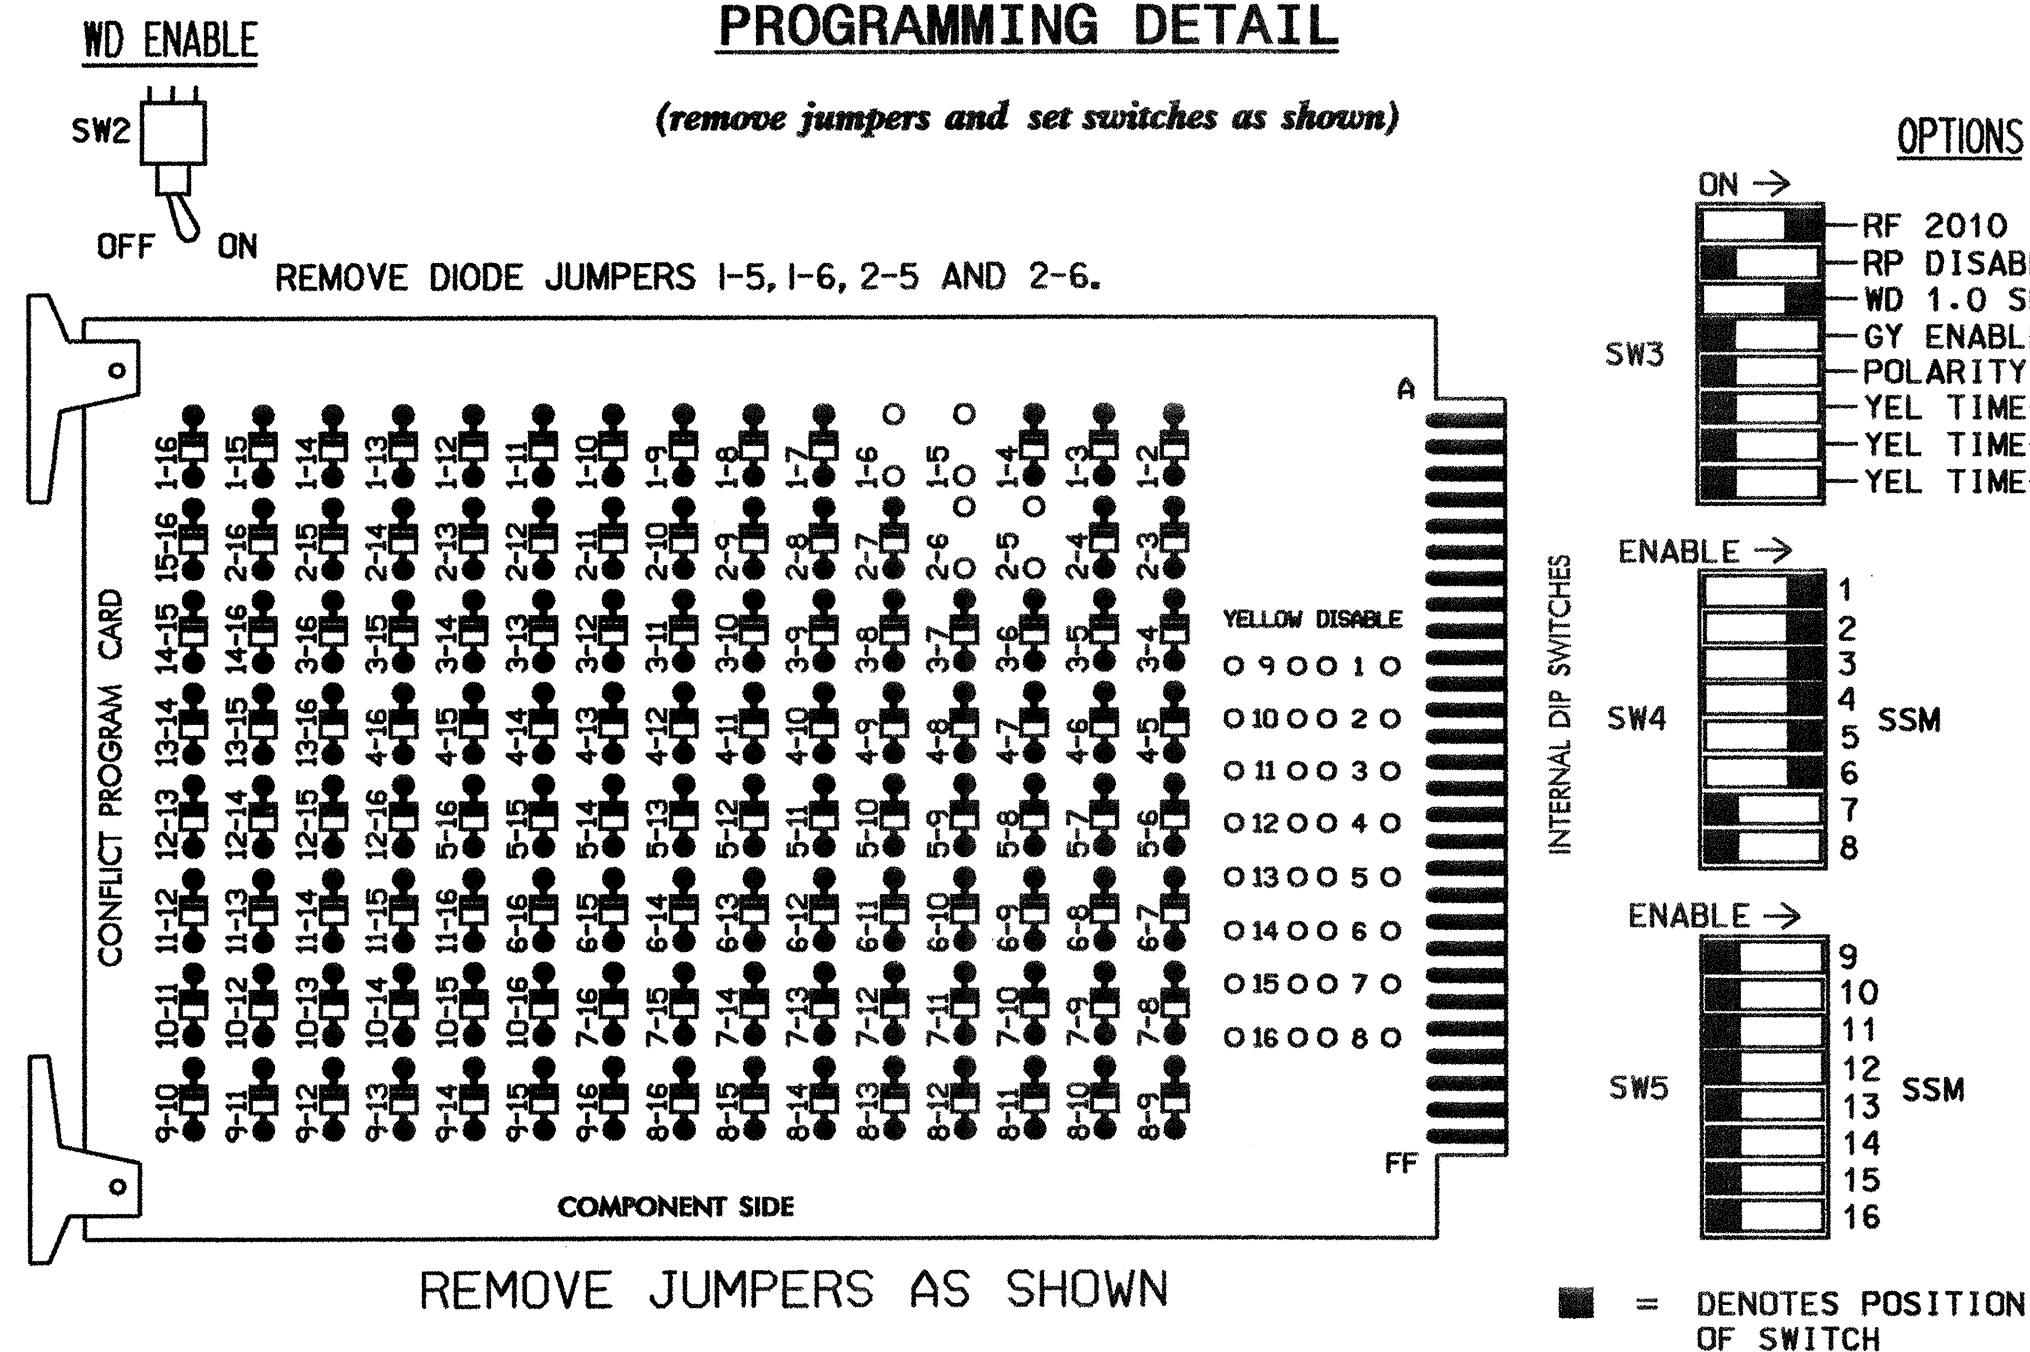 PROGRAMMING DETAIL
(remove jumpers and set switches as shown)
WD ENABLE
SW2
OFF ON
REMOVE DIODE JUMPERS 1-5, 1-6, 2-5 AND 2-6.
CONFLICT PROGRAM CARD
A
1-16 1-15 1-14 1-13 1-12 1-11 1-10 1-9 1-8 1-7 1-6 1-5 1-4 1-3 1-2
15-16 2-16 2-15 2-14 2-13 2-12 2-11 2-10 2-9 2-8 2-7 2-6 2-5 2-4 2-3
14-15 14-16 3-16 3-15 3-14 3-13 3-12 3-11 3-10 3-9 3-8 3-7 3-6 3-5 3-4
13-14 13-15 13-16 4-16 4-15 4-14 4-13 4-12 4-11 4-10 4-9 4-8 4-7 4-6 4-5
12-13 12-14 12-15 12-16 5-16 5-15 5-14 5-13 5-12 5-11 5-10 5-9 5-8 5-7 5-6
11-12 11-13 11-14 11-15 11-16 6-16 6-15 6-14 6-13 6-12 6-11 6-10 6-9 6-8 6-7
10-11 10-12 10-13 10-14 10-15 10-16 7-16 7-15 7-14 7-13 7-12 7-11 7-10 7-9 7-8
9-10 9-11 9-12 9-13 9-14 9-15 9-16 8-16 8-15 8-14 8-13 8-12 8-11 8-10 8-9
YELLOW DISABLE
9 1
10 2
11 3
12 4
13 5
14 6
15 7
16 8
FF
COMPONENT SIDE
REMOVE JUMPERS AS SHOWN
INTERNAL DIP SWITCHES
OPTIONS
ON →
SW3
RF 2010
RP DISAB
WD 1.0 S
GY ENABL
POLARITY
YEL TIME
YEL TIME
YEL TIME
ENABLE →
SW4
1
2
3
4
5
6
7
8
SSM
ENABLE →
SW5
9
10
11
12
13
14
15
16
SSM
= DENOTES POSITION
OF SWITCH